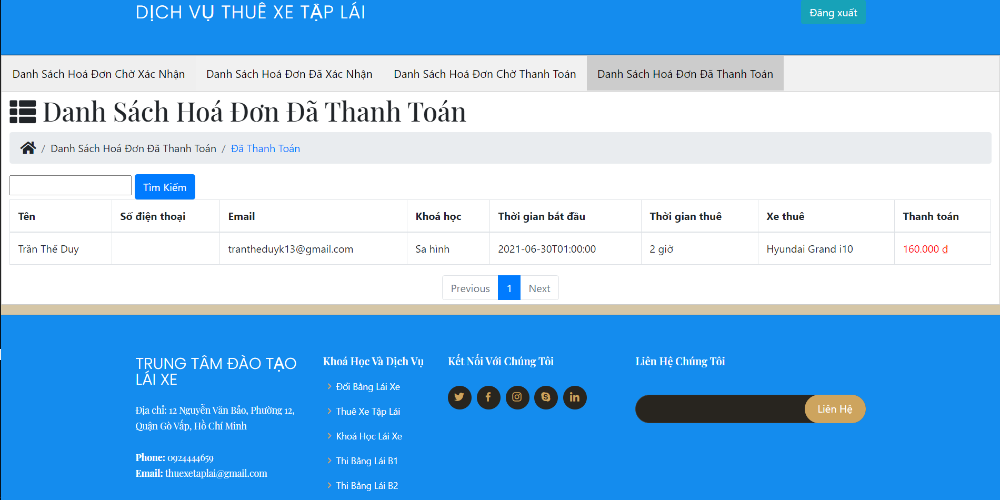 DỊCH VỤ THUÊ XE TẬP LÁI
Đăng xuất
Danh Sách Hoá Đơn Chờ Xác Nhận
Danh Sách Hoá Đơn Đã Xác Nhận
Danh Sách Hoá Đơn Chờ Thanh Toán
Danh Sách Hoá Đơn Đã Thanh Toán
Danh Sách Hoá Đơn Đã Thanh Toán
/ Danh Sách Hoá Đơn Đã Thanh Toán / Đã Thanh Toán
Tìm Kiếm
Tên Số điện thoại Email Khoá học Thời gian bắt đầu Thời gian thuê Xe thuê Thanh toán
Trần Thế Duy trantheduyk13@gmail.com Sa hình 2021-06-30T01:00:00 2 giờ Hyundai Grand i10 160.000 ₫
Previous 1 Next
TRUNG TÂM ĐÀO TẠO
LÁI XE
Địa chỉ: 12 Nguyễn Văn Bảo, Phường 12,
Quận Gò Vấp, Hồ Chí Minh
Phone: 0924444659
Email: thuexetaplai@gmail.com
Khoá Học Và Dịch Vụ
Đổi Bằng Lái Xe
Thuê Xe Tập Lái
Khoá Học Lái Xe
Thi Bằng Lái B1
Thi Bằng Lái B2
Kết Nối Với Chúng Tôi
Liên Hệ Chúng Tôi
Liên Hệ